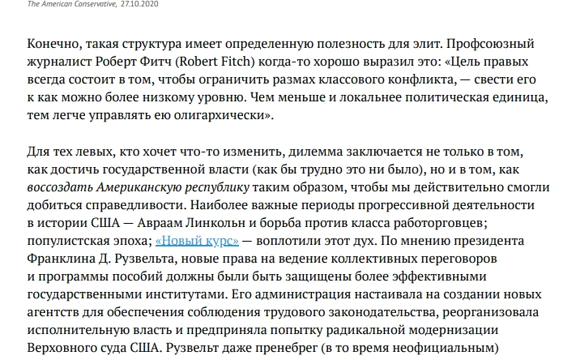 The American Conservative, 27.10.2020
Конечно, такая структура имеет определенную полезность для элит. Профсоюзный
журналист Роберт Фитч (Robert Fitch) когда-то хорошо выразил это: «Цель правых
всегда состоит в том, чтобы ограничить размах классового конфликта, — свести его
к как можно более низкому уровню. Чем меньше и локальнее политическая единица,
тем легче управлять ею олигархически».
Для тех левых, кто хочет что-то изменить, дилемма заключается не только в том,
как достичь государственной власти (как бы трудно это ни было), но и в том, как
воссоздать Американскую республику таким образом, чтобы мы действительно смогли
добиться справедливости. Наиболее важные периоды прогрессивной деятельности
в истории США — Авраам Линкольн и борьба против класса работорговцев;
популистская эпоха; «Новый курс» — воплотили этот дух. По мнению президента
Франклина Д. Рузвельта, новые права на ведение коллективных переговоров
и программы пособий должны были быть защищены более эффективными
государственными институтами. Его администрация настаивала на создании новых
агентств для обеспечения соблюдения трудового законодательства, реорганизовала
исполнительную власть и предприняла попытку радикальной модернизации
Верховного суда США. Рузвельт даже пренебрег (в то время неофициальным)